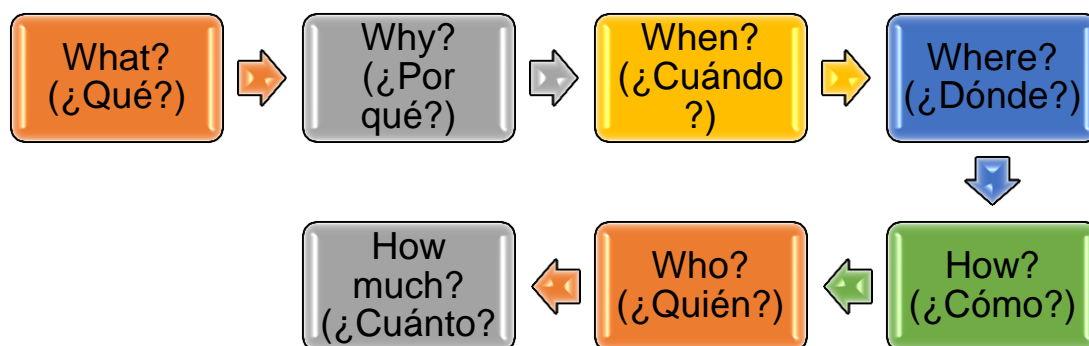 What?
(¿Qué?)
Why?
(¿Por
qué?)
When?
(¿Cuándo
?)
Where?
(¿Dónde?)
How?
(¿Cómo?)
Who?
(¿Quién?)
How
much?
(¿Cuánto?